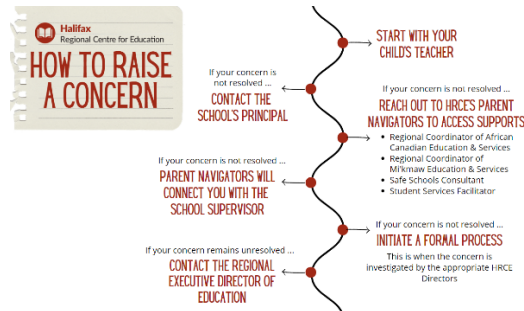 Halifax
Regional Centre for Education
HOW TO RAISE
A CONCERN
START WITH YOUR
CHILD'S TEACHER
If your concern is
not resolved ...
CONTACT THE
SCHOOL'S PRINCIPAL
If your concern is not resolved ...
REACH OUT TO HRCE'S PARENT
NAVIGATORS TO ACCESS SUPPORTS
• Regional Coordinator of African
Canadian Education & Services
• Regional Coordinator of
Mi'kmaw Education & Services
• Safe Schools Consultant
• Student Services Facilitator
If your concern is not resolved ...
PARENT NAVIGATORS WILL
CONNECT YOU WITH THE
SCHOOL SUPERVISOR
If your concern is not resolved ...
INITIATE A FORMAL PROCESS
This is when the concern is
investigated by the appropriate HRCE
Directors
If your concern remains unresolved ...
CONTACT THE REGIONAL
EXECUTIVE DIRECTOR OF
EDUCATION